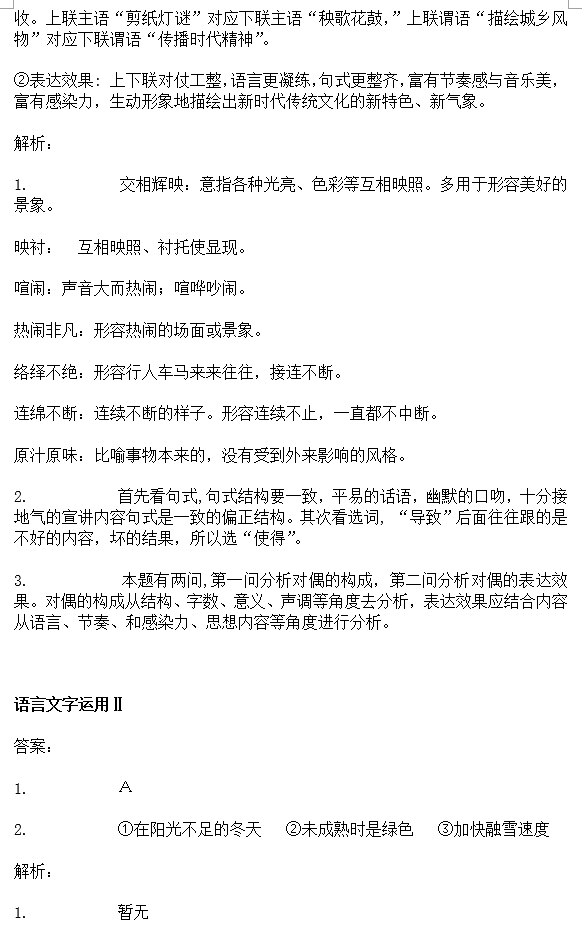 收。上联主语“剪纸灯谜”对应下联主语“秧歌花鼓，”上联谓语“描绘城乡风
物”对应下联谓语“传播时代精神”。
②表达效果：上下联对仗工整，语言更凝练，句式更整齐，富有节奏感与音乐美，
富有感染力，生动形象地描绘出新时代传统文化的新特色、新气象。
解析：
1. 交相辉映：意指各种光亮、色彩等互相映照。多用于形容美好的
景象。
映衬： 互相映照、衬托使显现。
喧闹：声音大而热闹；喧哗吵闹。
热闹非凡：形容热闹的场面或景象。
络绎不绝：形容行人车马来来往往，接连不断。
连绵不断：连续不断的样子。形容连续不止，一直都不中断。
原汁原味：比喻事物本来的，没有受到外来影响的风格。
2. 首先看句式，句式结构要一致，平易的话语，幽默的口吻，十分接
地气的宣讲内容句式是一致的偏正结构。其次看选词，“导致”后面往往跟的是
不好的内容，坏的结果，所以选“使得”。
3. 本题有两问，第一问分析对偶的构成，第二问分析对偶的表达效
果。对偶的构成从结构、字数、意义、声调等角度去分析，表达效果应结合内容
从语言、节奏、和感染力、思想内容等角度进行分析。
语言文字运用Ⅱ
答案：
1. A
2. ①在阳光不足的冬天 ②未成熟时是绿色 ③加快融雪速度
解析：
1. 暂无